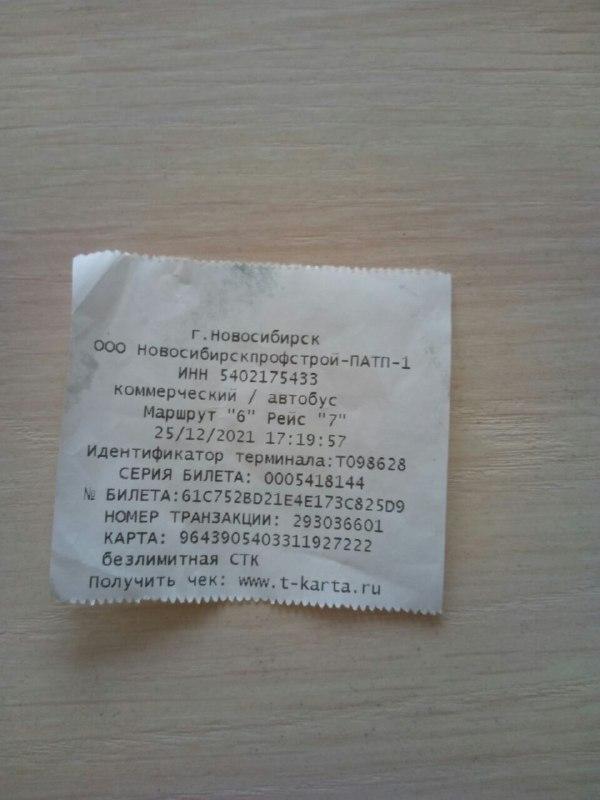 г.Новосибирск
ООО Новосибирскпрофстрой-ПАТП-1
ИНН 5402175433
коммерческий / автобус
Маршрут "6" Рейс "7"
25/12/2021 17:19:57
Идентификатор терминала:T098628
СЕРИЯ БИЛЕТА: 0005418144
№ БИЛЕТА:61C752BD21E4E173C825D9
НОМЕР ТРАНЗАКЦИИ: 293036601
КАРТА: 9643905403311927222
безлимитная СТК
Получить чек: www.t-karta.ru